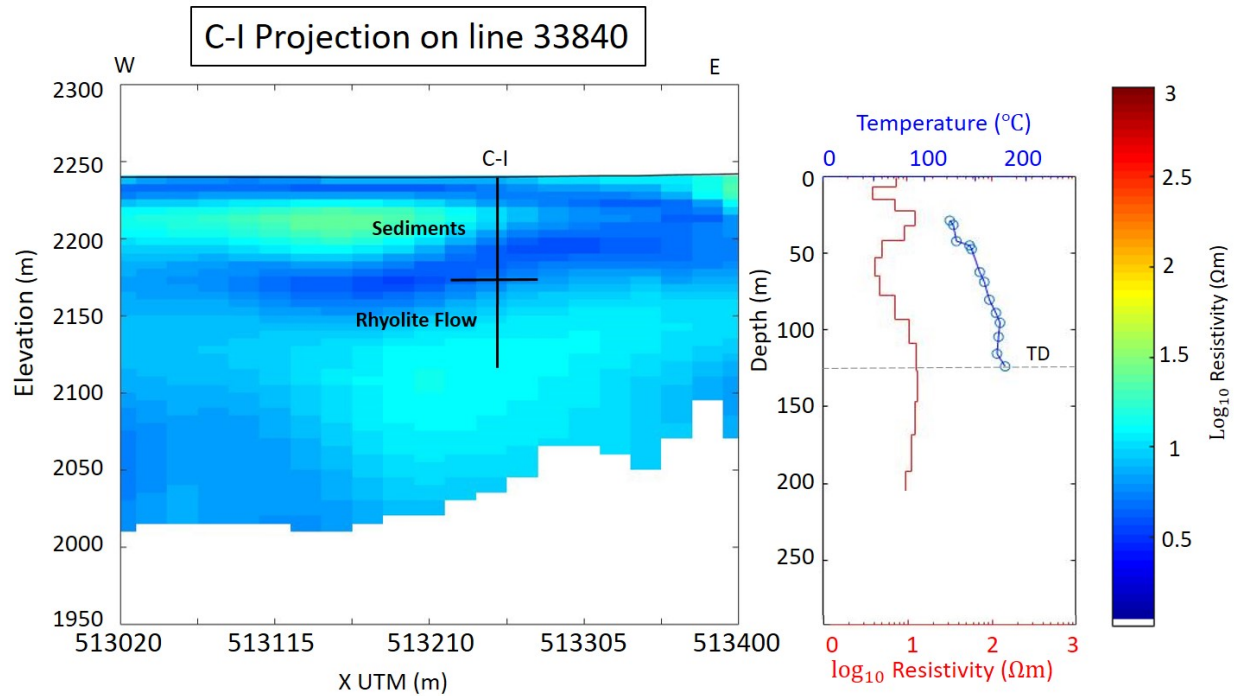 C-I Projection on line 33840
W
E
2300
2250
2200
2150
2100
2050
2000
1950
Elevation (m)
C-I
Sediments
Rhyolite Flow
513020
513115
513210
513305
513400
X UTM (m)
Temperature (°C)
0
100
200
0
50
100
150
200
250
Depth (m)
TD
0
1
2
3
log₁₀ Resistivity (Ωm)
3
2.5
2
1.5
1
0.5
Log₁₀ Resistivity (Ωm)